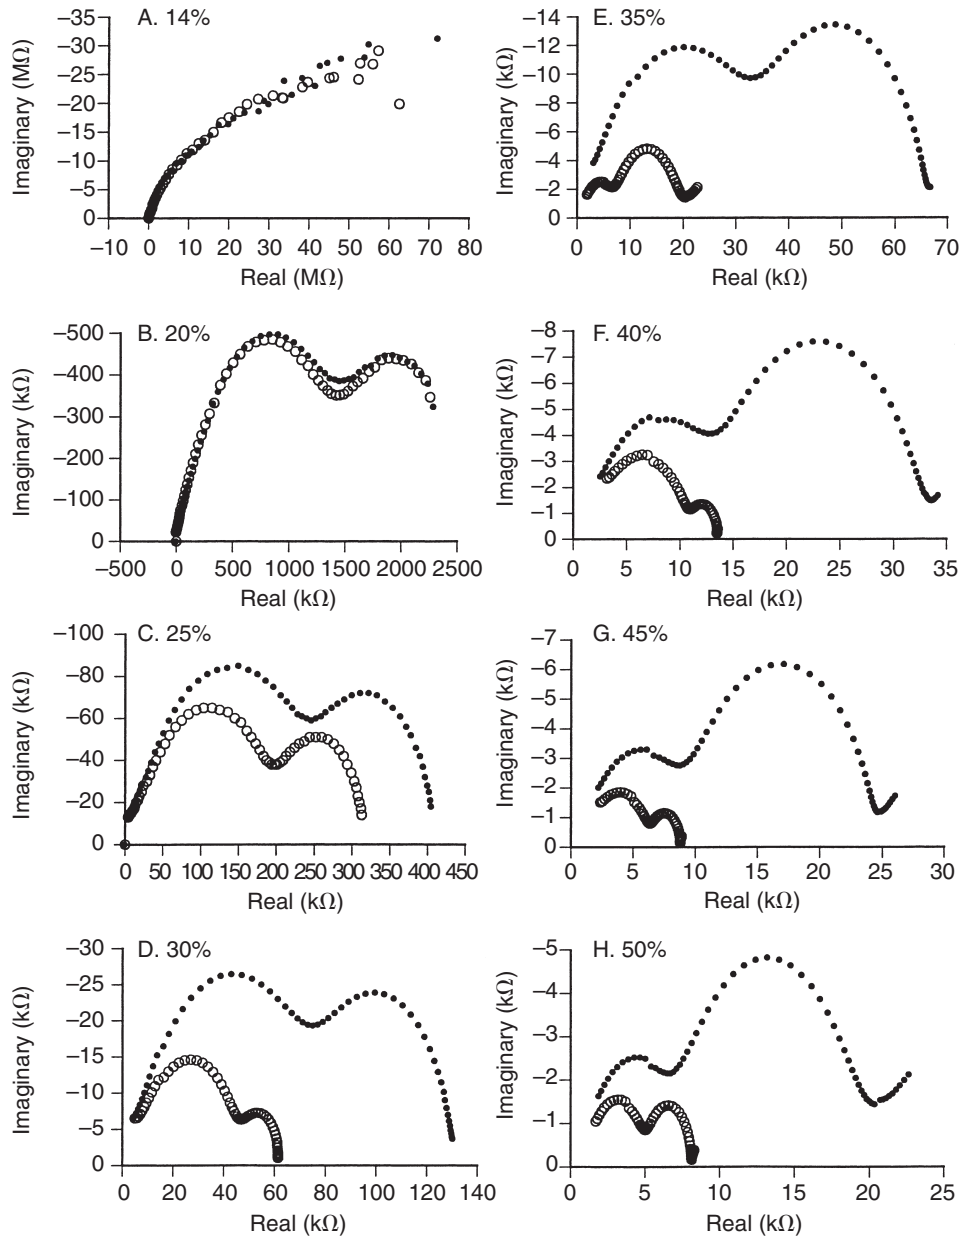 A. 14%
–35
–30
–25
–20
–15
–10
–5
0
Imaginary (MΩ)
–10 0 10 20 30 40 50 60 70 80
Real (MΩ)
B. 20%
–500
–400
–300
–200
–100
0
Imaginary (kΩ)
–500 0 500 1000 1500 2000 2500
Real (kΩ)
C. 25%
–100
–80
–60
–40
–20
0
Imaginary (kΩ)
0 50 100 150 200 250 300 350 400 450
Real (kΩ)
D. 30%
–30
–25
–20
–15
–10
–5
0
Imaginary (kΩ)
0 20 40 60 80 100 120 140
Real (kΩ)
E. 35%
–14
–12
–10
–8
–6
–4
–2
0
Imaginary (kΩ)
0 10 20 30 40 50 60 70
Real (kΩ)
F. 40%
–8
–7
–6
–5
–4
–3
–2
–1
0
Imaginary (kΩ)
0 5 10 15 20 25 30 35
Real (kΩ)
G. 45%
–7
–6
–5
–4
–3
–2
–1
0
Imaginary (kΩ)
0 5 10 15 20 25 30
Real (kΩ)
H. 50%
–5
–4
–3
–2
–1
0
Imaginary (kΩ)
0 5 10 15 20 25
Real (kΩ)